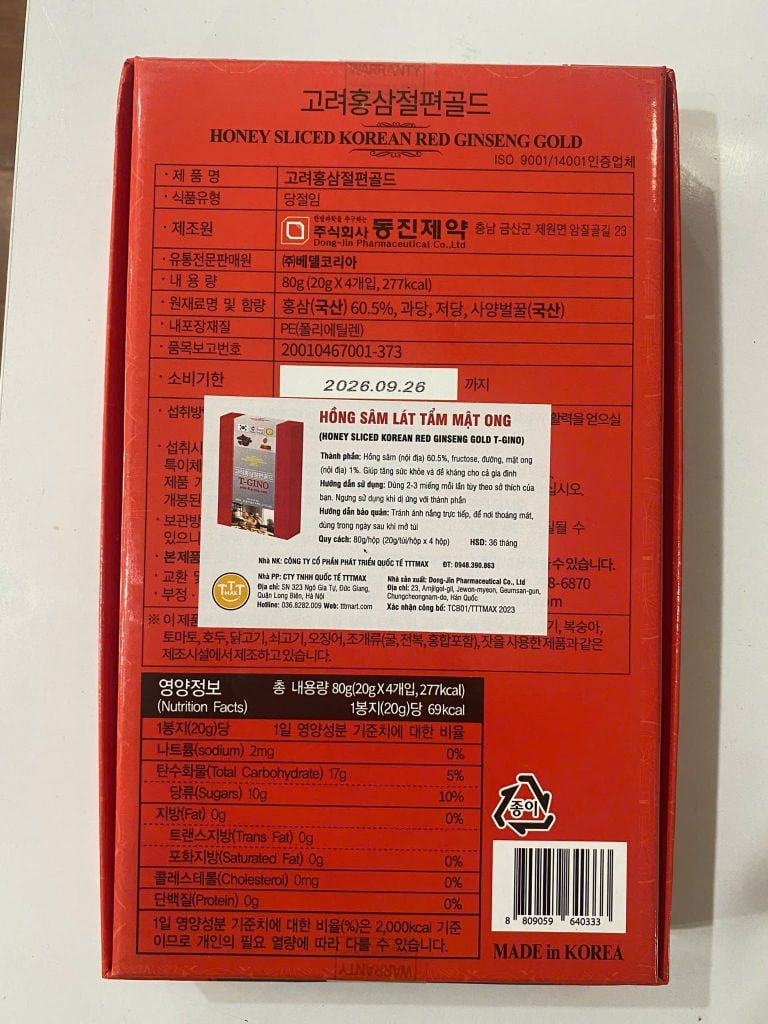 WARRANTY
고려홍삼절편골드
HONEY SLICED KOREAN RED GINSENG GOLD
ISO 9001/14001인증업체
· 제 품 명 고려홍삼절편골드
· 식품유형 당절임
· 제조원 한방과학을 추구하는 주식회사 동진제약 Dong-Jin Pharmaceutical Co.,Ltd 충남 금산군 제원면 암질골길 23
· 유통전문판매원 ㈜베델코리아
· 내 용 량 80g (20g X 4개입, 277kcal)
· 원재료명 및 함량 홍삼(국산) 60.5%, 과당, 저당, 사양벌꿀(국산)
· 내포장재질 PE(폴리에틸렌)
· 품목보고번호 20010467001-373
· 소비기한 2026.09.26 까지
· 섭취방 활력을 얻으실
· 섭취시
특이체
제품 십시오.
개봉된
· 보관방 될 수
있으니
· 본제품 수 있습니다.
· 교환 및 8-6870
· 부정 · om
HỒNG SÂM LÁT TẨM MẬT ONG
(HONEY SLICED KOREAN RED GINSENG GOLD T-GINO)
고려홍삼절편골드
T-GINO
Thành phần: Hồng sâm (nội địa) 60.5%, fructose, đường, mật ong
(nội địa) 1%. Giúp tăng sức khỏe và đề kháng cho cả gia đình
Hướng dẫn sử dụng: Dùng 2-3 miếng mỗi lần tùy theo sở thích của
bạn. Ngưng sử dụng khi dị ứng với thành phần
Hướng dẫn bảo quản: Tránh ánh nắng trực tiếp, để nơi thoáng mát,
dùng trong ngày sau khi mở túi
Quy cách: 80g/hộp (20g/túi/hộp x 4 hộp) HSD: 36 tháng
Nhà NK: CÔNG TY CỔ PHẦN PHÁT TRIỂN QUỐC TẾ TTTMAX ĐT: 0948.390.863
TTT
MAX
Nhà PP: CTY TNHH QUỐC TẾ TTTMAX
Địa chỉ: SN 323 Ngô Gia Tự, Đức Giang,
Quận Long Biên, Hà Nội
Hotline: 036.8282.009 Web: tttmart.com
Nhà sản xuất: Dong-Jin Pharmaceutical Co., Ltd
Địa chỉ: 23, Amjilgol-gil, Jewon-myeon, Geumsan-gun,
Chungcheongnam-do, Hàn Quốc
Xác nhận công bố: TCB01/TTTMAX 2023
※ 이 제품 기, 복숭아,
토마토, 호두, 닭고기, 쇠고기, 오징어, 조개류(굴, 전복, 홍합포함), 잣을 사용한 제품과 같은
제조시설에서 제조하고 있습니다.
영양정보 총 내용량 80g(20g X 4개입, 277kcal)
(Nutrition Facts) 1봉지(20g)당 69kcal
1봉지(20g)당 1일 영양성분 기준치에 대한 비율
나트륨(sodium) 2mg 0%
탄수화물(Total Carbohydrate) 17g 5%
당류(Sugars) 10g 10%
지방(Fat) 0g 0%
트랜스지방(Trans Fat) 0g
포화지방(Saturated Fat) 0g 0%
콜레스테롤(Cholesterol) 0mg 0%
단백질(Protein) 0g 0%
1일 영양성분 기준치에 대한 비율(%)은 2,000kcal 기준
이므로 개인의 필요 열량에 따라 다를 수 있습니다.
종이
8 809059 640333
MADE in KOREA
WARRANTY